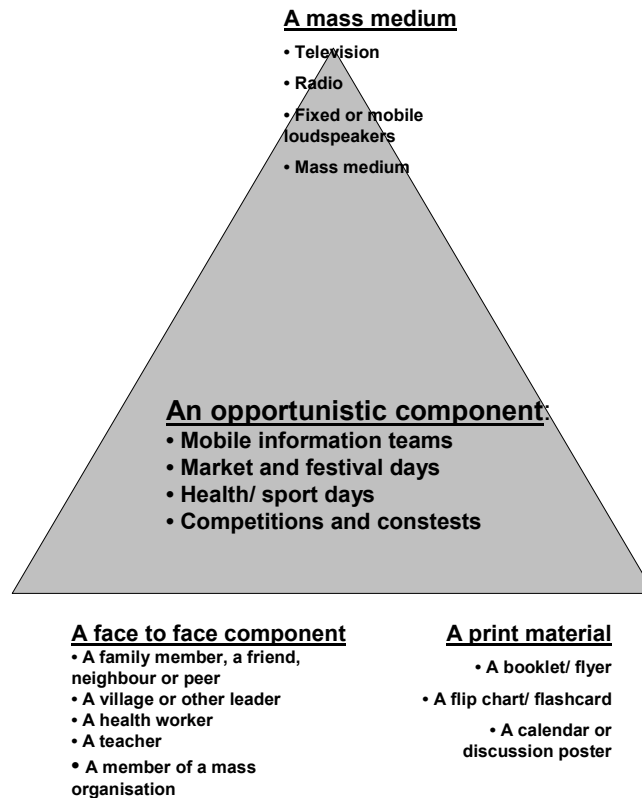 A mass medium
• Television
• Radio
• Fixed or mobile
loudspeakers
• Mass medium
An opportunistic component:
• Mobile information teams
• Market and festival days
• Health/ sport days
• Competitions and constests
A face to face component
• A family member, a friend,
neighbour or peer
• A village or other leader
• A health worker
• A teacher
• A member of a mass
organisation
A print material
• A booklet/ flyer
• A flip chart/ flashcard
• A calendar or
discussion poster